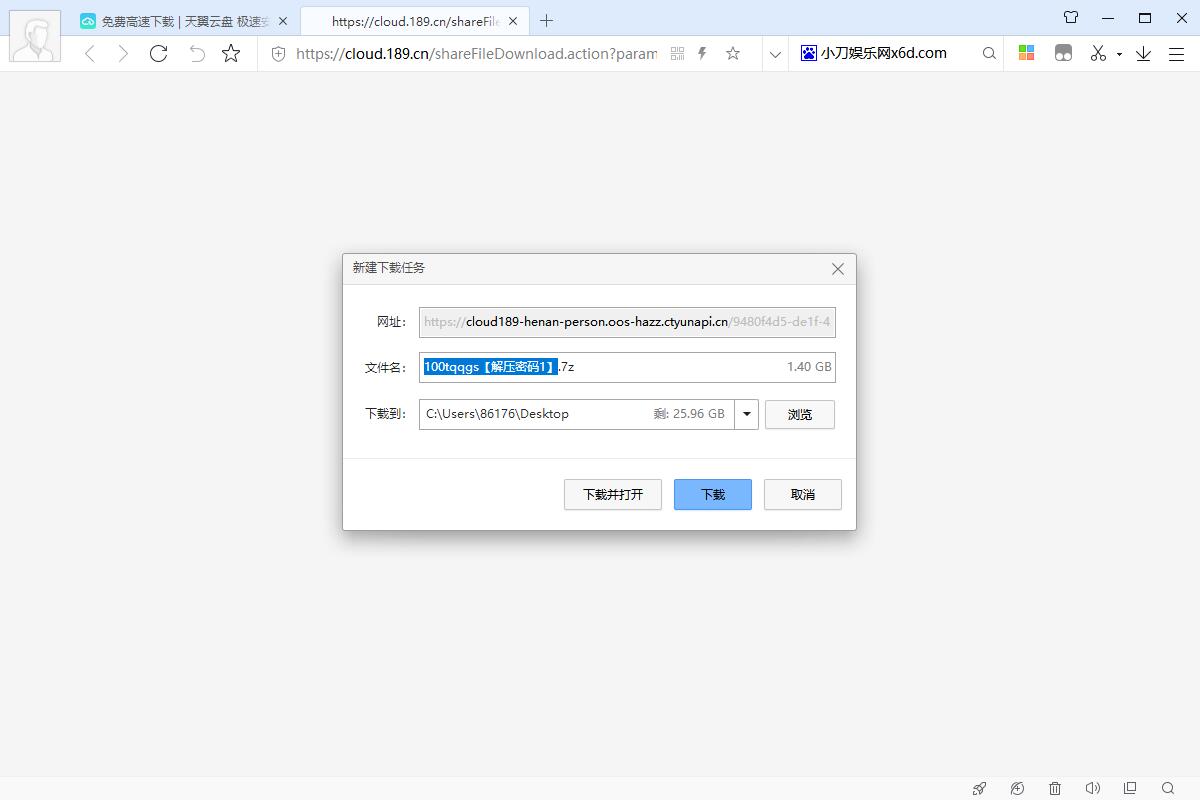 免费高速下载 | 天翼云盘 极速安
https://cloud.189.cn/shareFile
https://cloud.189.cn/shareFileDownload.action?param
小刀娱乐网x6d.com
新建下载任务
网址: https://cloud189-henan-person.oos-hazz.ctyunapi.cn/9480f4d5-de1f-4
文件名: 100tqqgs【解压密码1】.7z 1.40 GB
下载到: C:\Users\86176\Desktop 剩: 25.96 GB 浏览
下载并打开 下载 取消